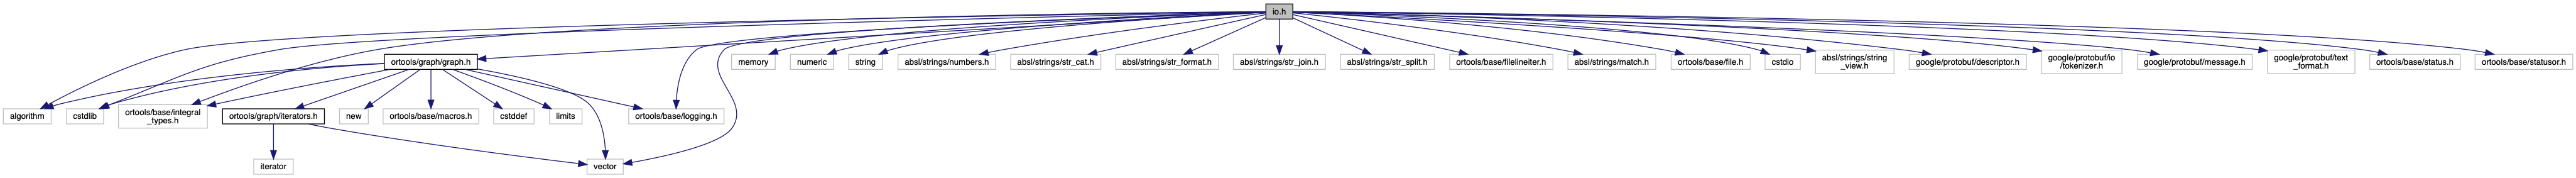 io.h
ortools/graph/graph.h
memory
numeric
string
absl/strings/numbers.h
absl/strings/str_cat.h
absl/strings/str_format.h
absl/strings/str_join.h
absl/strings/str_split.h
ortools/base/filelineiter.h
absl/strings/match.h
ortools/base/file.h
cstdio
absl/strings/string
_view.h
google/protobuf/descriptor.h
google/protobuf/io
/tokenizer.h
google/protobuf/message.h
google/protobuf/text
_format.h
ortools/base/status.h
ortools/base/statusor.h
algorithm
cstdlib
ortools/base/integral
_types.h
ortools/graph/iterators.h
new
ortools/base/macros.h
cstddef
limits
ortools/base/logging.h
iterator
vector